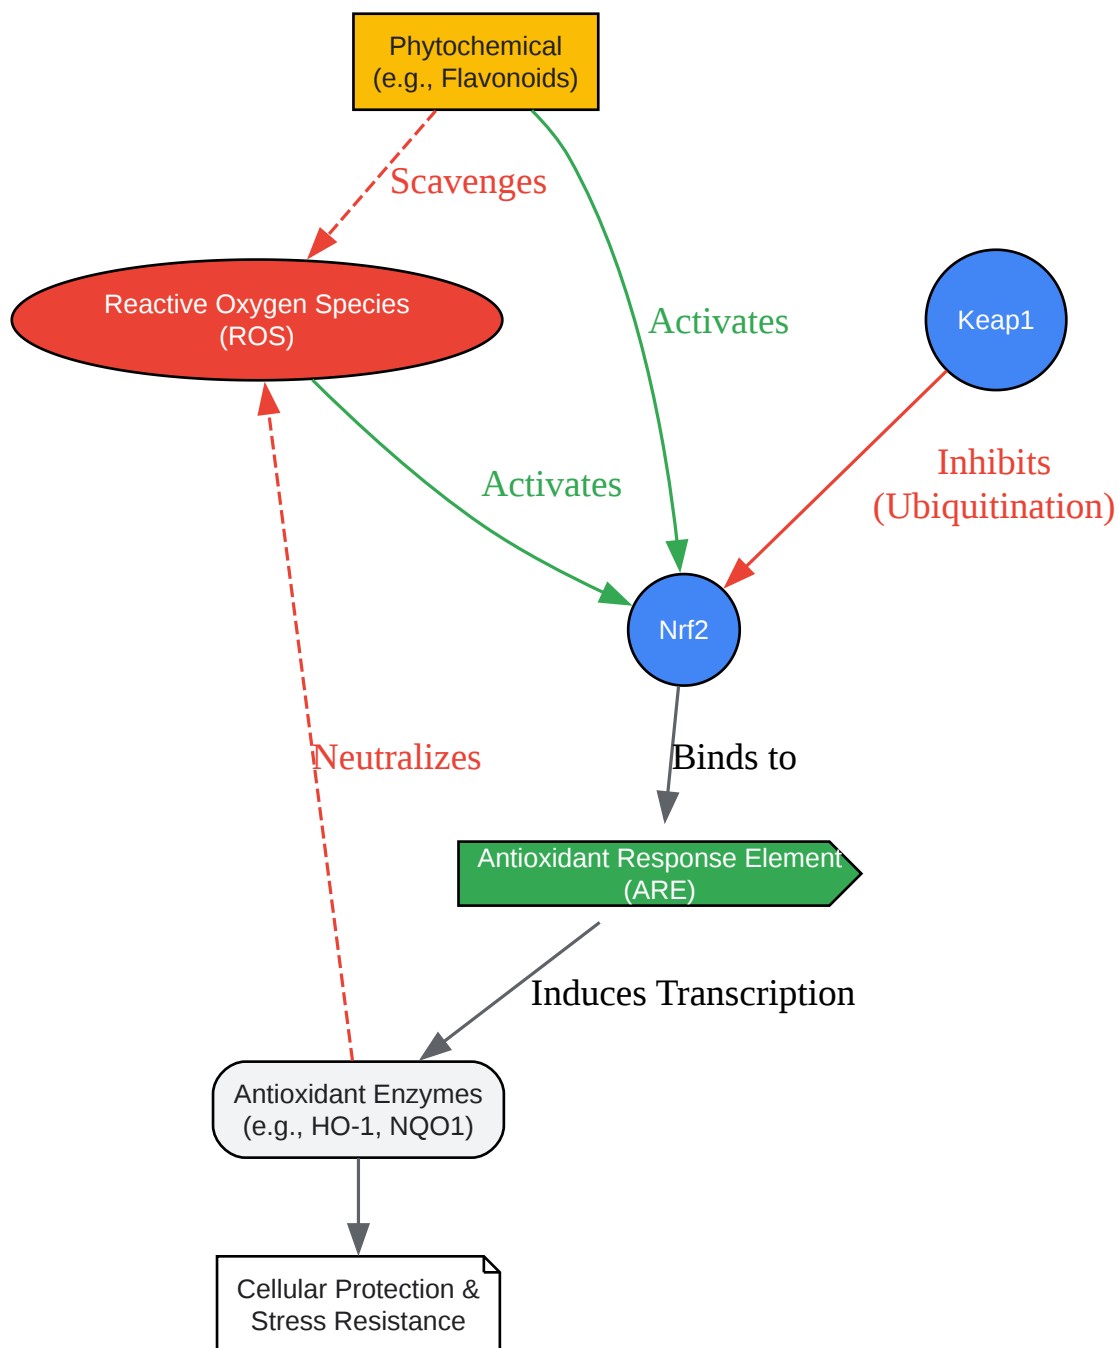 Phytochemical
(e.g., Flavonoids)
Scavenges
Reactive Oxygen Species
(ROS)
Activates
Keap1
Inhibits
(Ubiquitination)
Activates
Nrf2
Neutralizes
Binds to
Antioxidant Response Element
(ARE)
Induces Transcription
Antioxidant Enzymes
(e.g., HO-1, NQO1)
Cellular Protection &
Stress Resistance